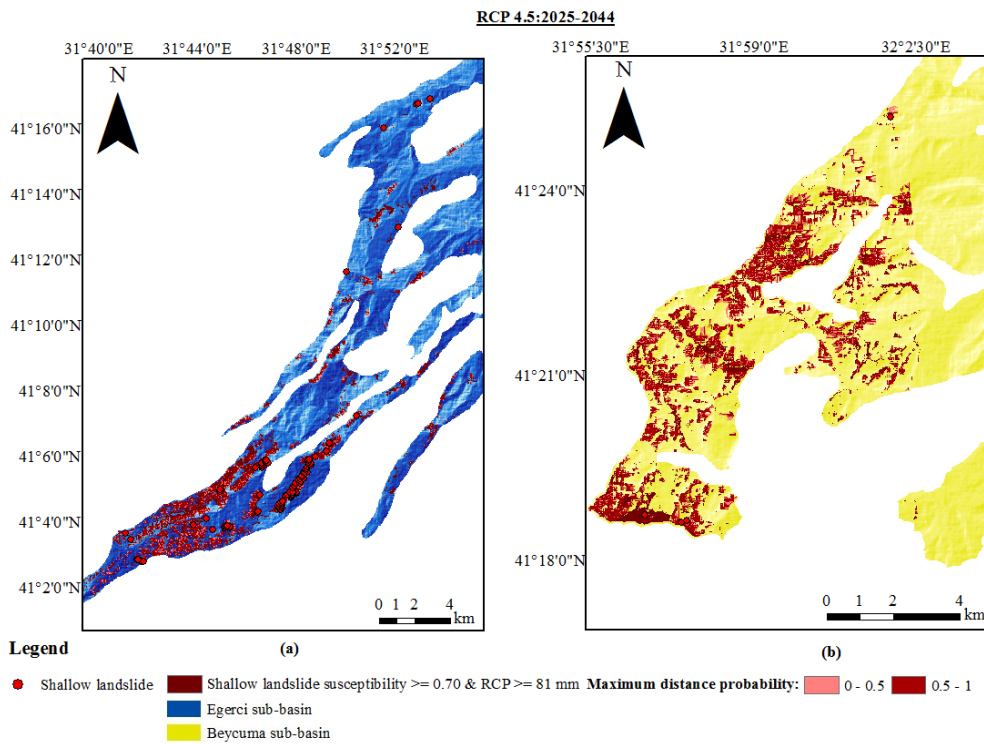 RCP 4.5:2025-2044
31°40'0"E 31°44'0"E 31°48'0"E 31°52'0"E
31°55'30"E 31°59'0"E 32°2'30"E
N
N
41°16'0"N
41°14'0"N
41°12'0"N
41°10'0"N
41°8'0"N
41°6'0"N
41°4'0"N
41°2'0"N
41°24'0"N
41°21'0"N
41°18'0"N
0 1 2 4
km
0 1 2 4
km
Legend
(a)
(b)
Shallow landslide
Shallow landslide susceptibility >= 0.70 & RCP >= 81 mm
Egerci sub-basin
Beycuma sub-basin
Maximum distance probability: 0 - 0.5 0.5 - 1